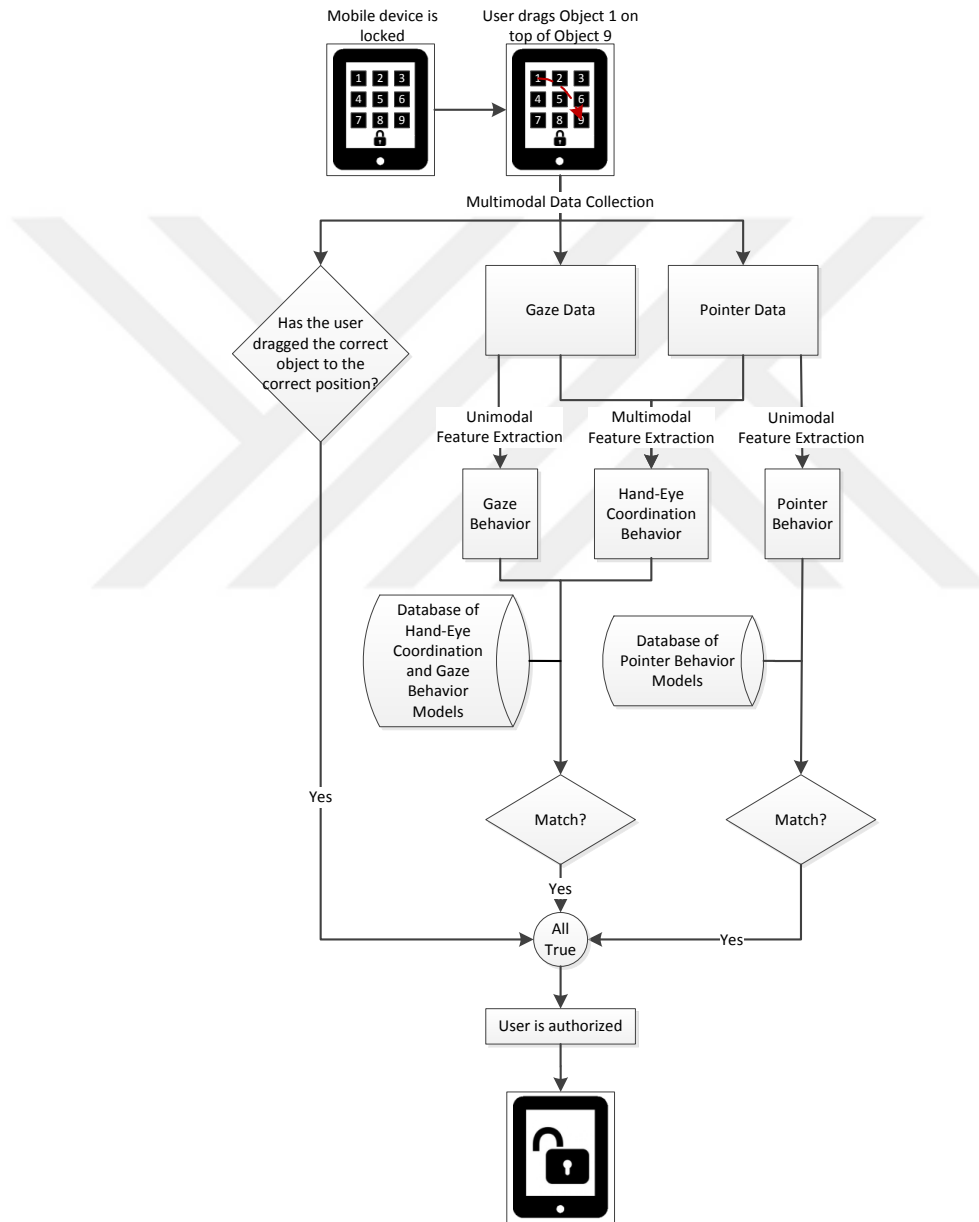 Mobile device is
locked
User drags Object 1 on
top of Object 9
1 2 3
4 5 6
7 8 9
1 2 3
4 5 6
7 8 9
Multimodal Data Collection
Has the user
dragged the correct
object to the
correct position?
Gaze Data
Pointer Data
Unimodal
Feature Extraction
Multimodal
Feature Extraction
Unimodal
Feature Extraction
Gaze
Behavior
Hand-Eye
Coordination
Behavior
Pointer
Behavior
Database of
Hand-Eye
Coordination
and Gaze
Behavior
Models
Database of
Pointer Behavior
Models
Yes
Match?
Match?
Yes
All
True
Yes
User is authorized